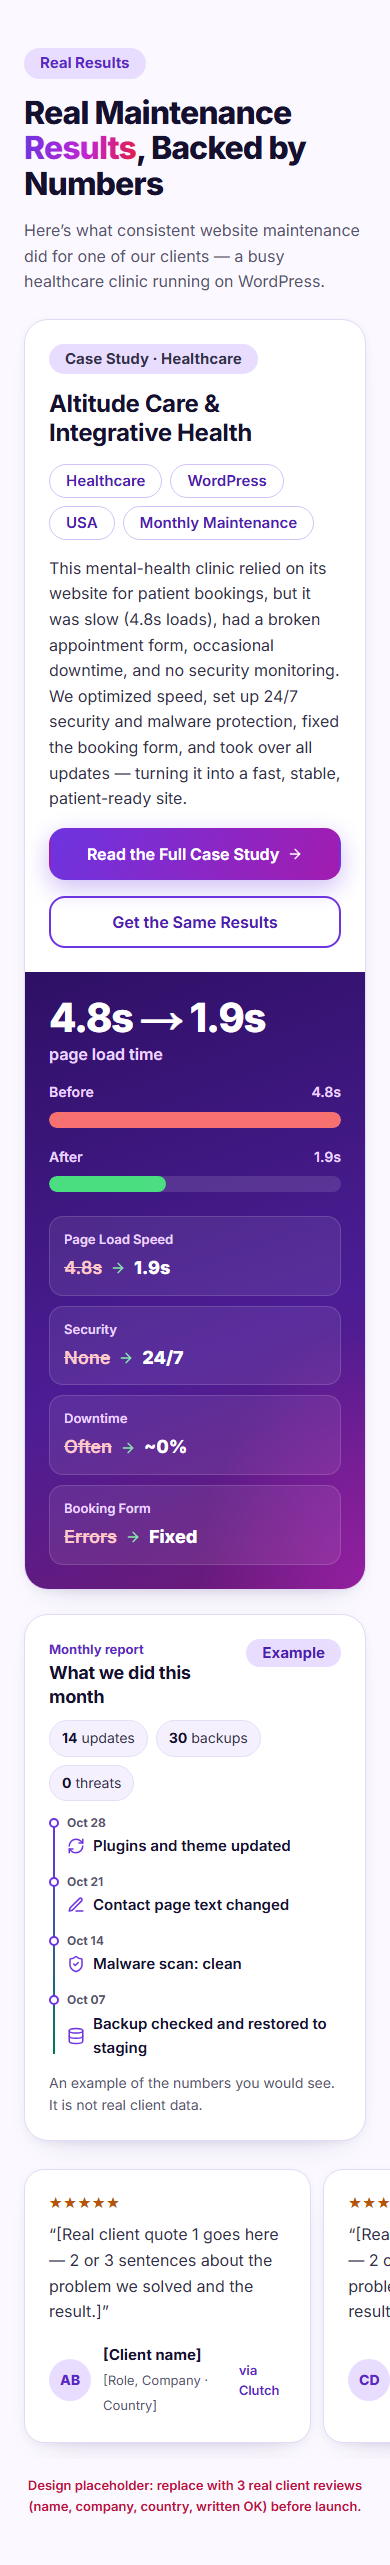 Real Results
Real Maintenance
Results, Backed by
Numbers
Here’s what consistent website maintenance
did for one of our clients — a busy
healthcare clinic running on WordPress.
Case Study · Healthcare
Altitude Care &
Integrative Health
Healthcare
WordPress
USA
Monthly Maintenance
This mental-health clinic relied on its
website for patient bookings, but it
was slow (4.8s loads), had a broken
appointment form, occasional
downtime, and no security monitoring.
We optimized speed, set up 24/7
security and malware protection, fixed
the booking form, and took over all
updates — turning it into a fast, stable,
patient-ready site.
Read the Full Case Study →
Get the Same Results
4.8s → 1.9s
page load time
Before 4.8s
After 1.9s
Page Load Speed
4.8s → 1.9s
Security
None → 24/7
Downtime
Often → ~0%
Booking Form
Errors → Fixed
Monthly report
Example
What we did this
month
14 updates
30 backups
0 threats
Oct 28
Plugins and theme updated
Oct 21
Contact page text changed
Oct 14
Malware scan: clean
Oct 07
Backup checked and restored to
staging
An example of the numbers you would see.
It is not real client data.
★★★★★
“[Real client quote 1 goes here
— 2 or 3 sentences about the
problem we solved and the
result.]”
AB
[Client name]
[Role, Company ·
Country]
via
Clutch
★★★
“[Rea
— 2
proble
result
CD
Design placeholder: replace with 3 real client reviews
(name, company, country, written OK) before launch.